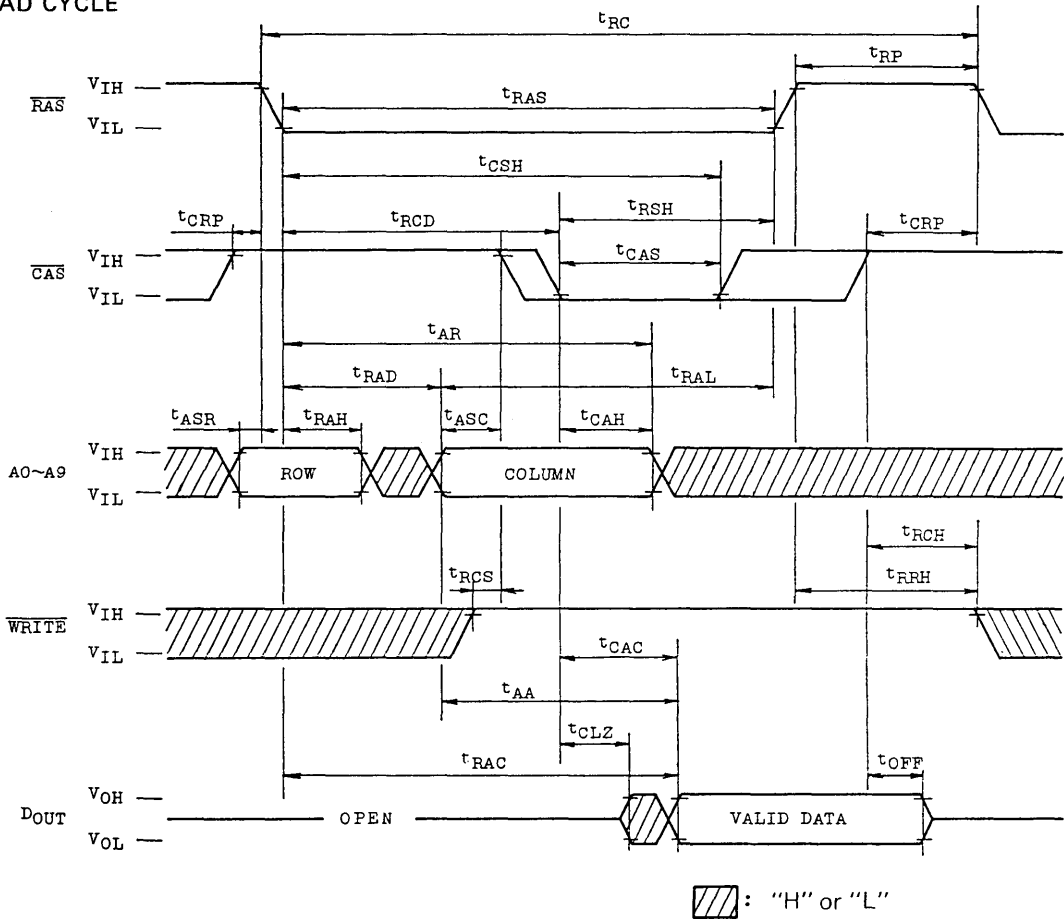 AD CYCLE
tRC
tRP
RAS VIH
VIL
tRAS
tCSH
tCRP tRCD tRSH tCRP
CAS VIH
VIL
tCAS
tAR
tRAD tRAL
tASR tRAH tASC tCAH
A0~A9 VIH
VIL
ROW COLUMN
tRCH
tRCS tRRH
WRITE VIH
VIL
tCAC
tAA
tCLZ
tRAC tOFF
DOUT VOH
VOL
OPEN VALID DATA
: "H" or "L"